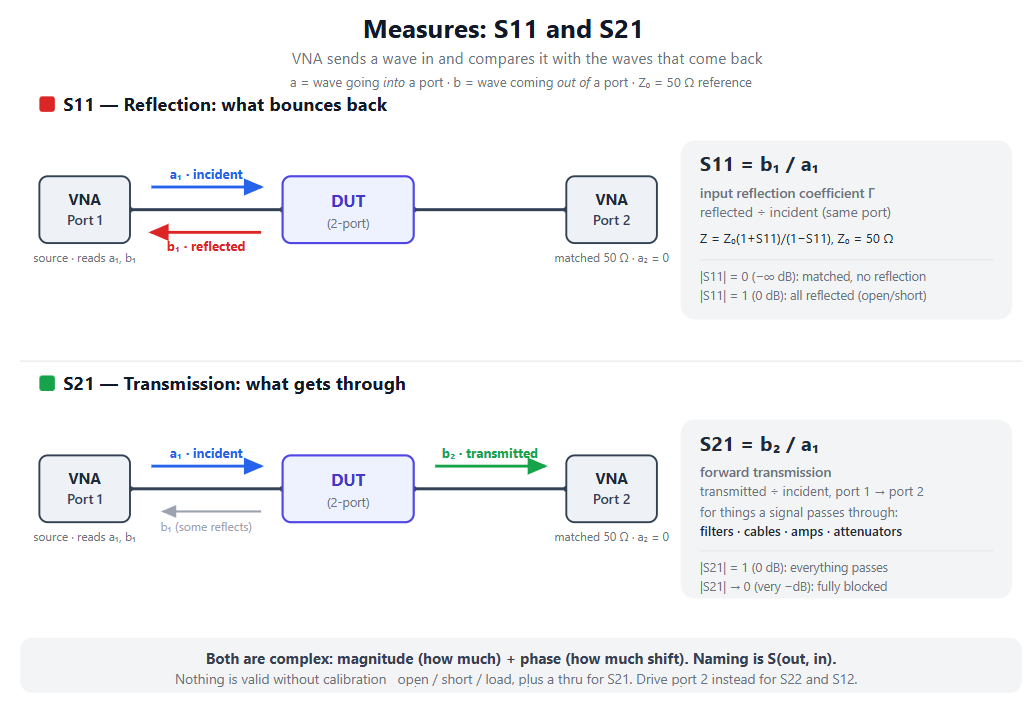 Measures: S11 and S21
VNA sends a wave in and compares it with the waves that come back
a = wave going into a port · b = wave coming out of a port · Z₀ = 50 Ω reference
S11 — Reflection: what bounces back
a₁ · incident
VNA
Port 1
DUT
(2-port)
VNA
Port 2
b₁ · reflected
source · reads a₁, b₁
matched 50 Ω · a₂ = 0
S11 = b₁ / a₁
input reflection coefficient Γ
reflected ÷ incident (same port)
Z = Z₀(1+S11)/(1−S11), Z₀ = 50 Ω
|S11| = 0 (−∞ dB): matched, no reflection
|S11| = 1 (0 dB): all reflected (open/short)
S21 — Transmission: what gets through
a₁ · incident
b₂ · transmitted
VNA
Port 1
DUT
(2-port)
VNA
Port 2
b₁ (some reflects)
source · reads a₁, b₁
matched 50 Ω · a₂ = 0
S21 = b₂ / a₁
forward transmission
transmitted ÷ incident, port 1 → port 2
for things a signal passes through:
filters · cables · amps · attenuators
|S21| = 1 (0 dB): everything passes
|S21| → 0 (very −dB): fully blocked
Both are complex: magnitude (how much) + phase (how much shift). Naming is S(out, in).
Nothing is valid without calibration open / short / load, plus a thru for S21. Drive port 2 instead for S22 and S12.